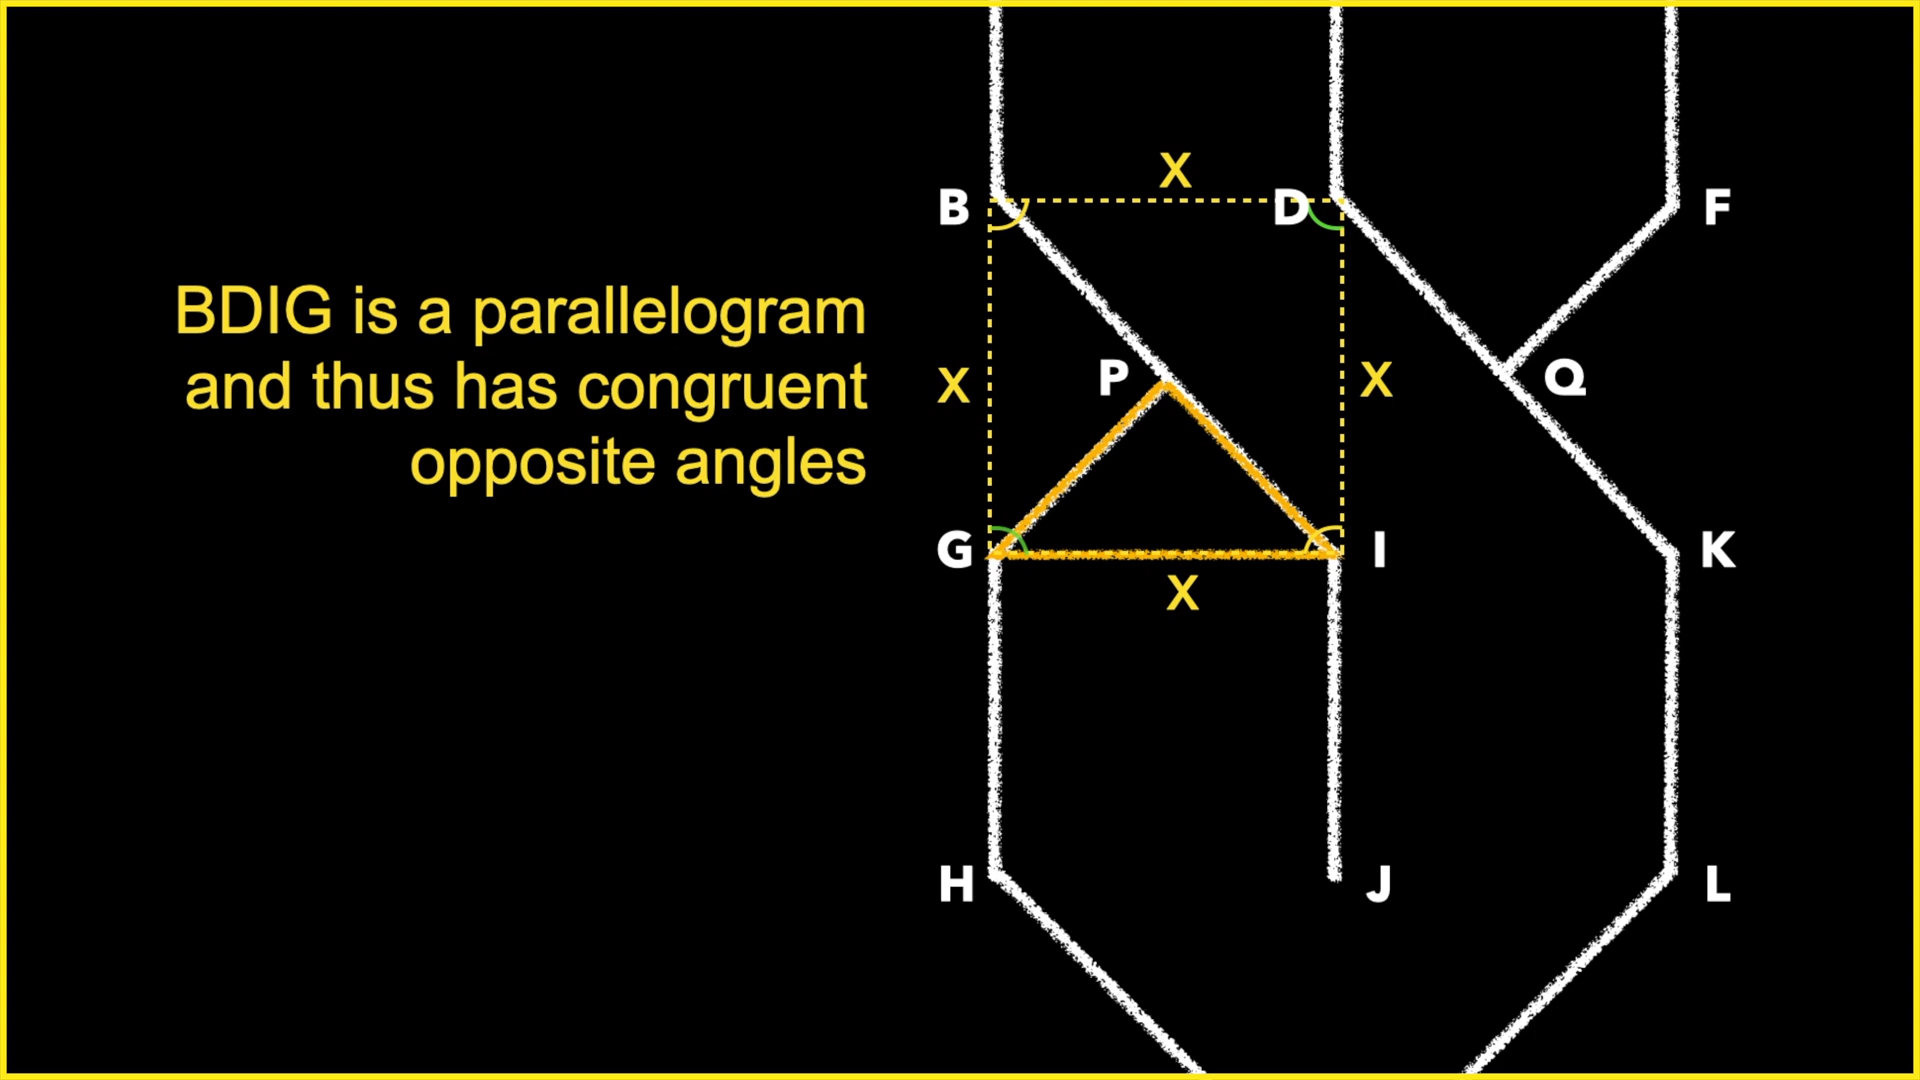 BDIG is a parallelogram
and thus has congruent
opposite angles
X
B
D
F
P
Q
X
X
G
I
K
X
H
J
L